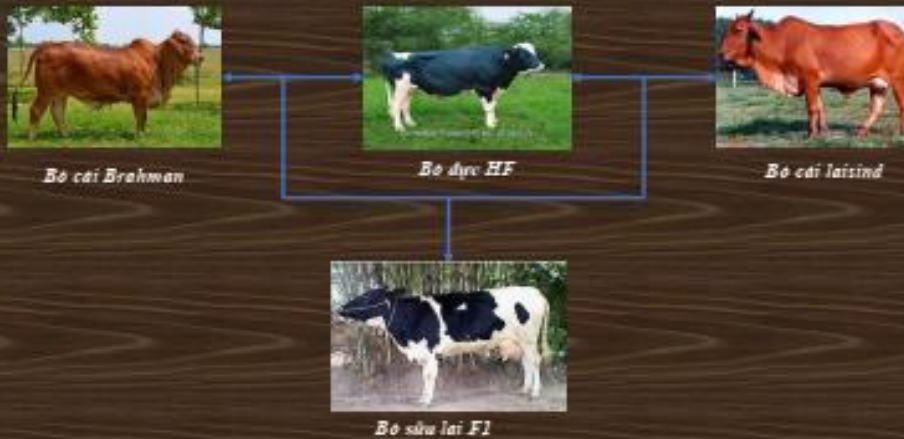 Bò cái Brahman
Bò đực HF
Bò cái laisind
Bò sữa lai F1